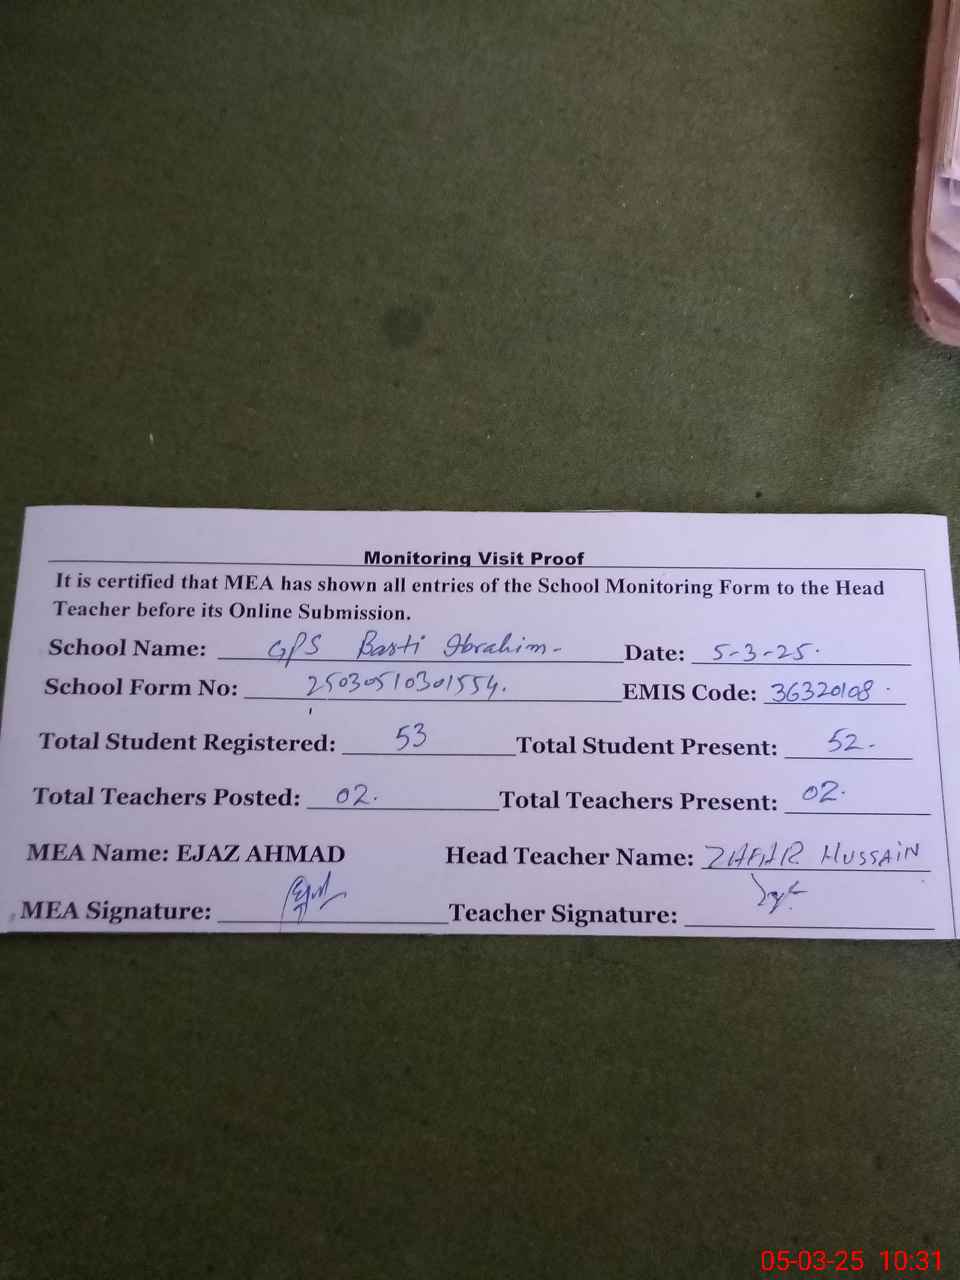 Monitoring Visit Proof
It is certified that MEA has shown all entries of the School Monitoring Form to the Head
Teacher before its Online Submission.
School Name: GPS Basti Ibrahim- Date: 5-3-25.
School Form No: 25030510301554. EMIS Code: 36320108.
Total Student Registered: 53 Total Student Present: 52.
Total Teachers Posted: 02. Total Teachers Present: 02.
MEA Name: EJAZ AHMAD Head Teacher Name: ZAFAR HUSSAIN
MEA Signature: Teacher Signature:
05-03-25 10:31